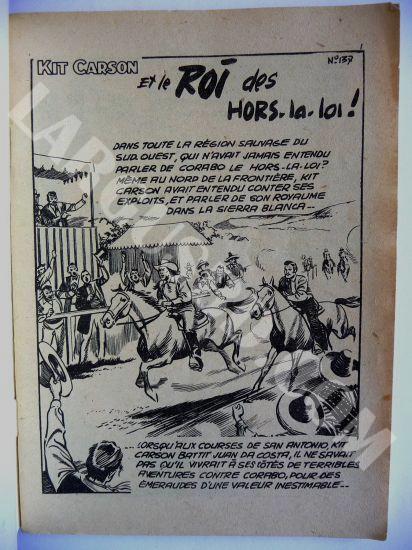 KIT CARSON
N° 137
Et le ROI des
HORS-la-loi!
DANS TOUTE LA RÉGION SAUVAGE DU
SUD.OUEST, QUI N'AVAIT JAMAIS ENTENDU
PARLER DE CORABO LE HORS-LA-LOI?
MÊME AU NORD DE LA FRONTIÈRE, KIT
CARSON AVAIT ENTENDU CONTER SES
EXPLOITS, ET PARLER DE SON ROYAUME
DANS LA SIERRA BLANCA...
...LORSQU'AUX COURSES DE SAN ANTONIO, KIT
CARSON BATTIT JUAN DA COSTA, IL NE SAVAIT
PAS QU'IL VIVRAIT À SES CÔTÉS DE TERRIBLES
AVENTURES CONTRE CORABO, POUR DES
ÉMERAUDES D'UNE VALEUR INESTIMABLE...